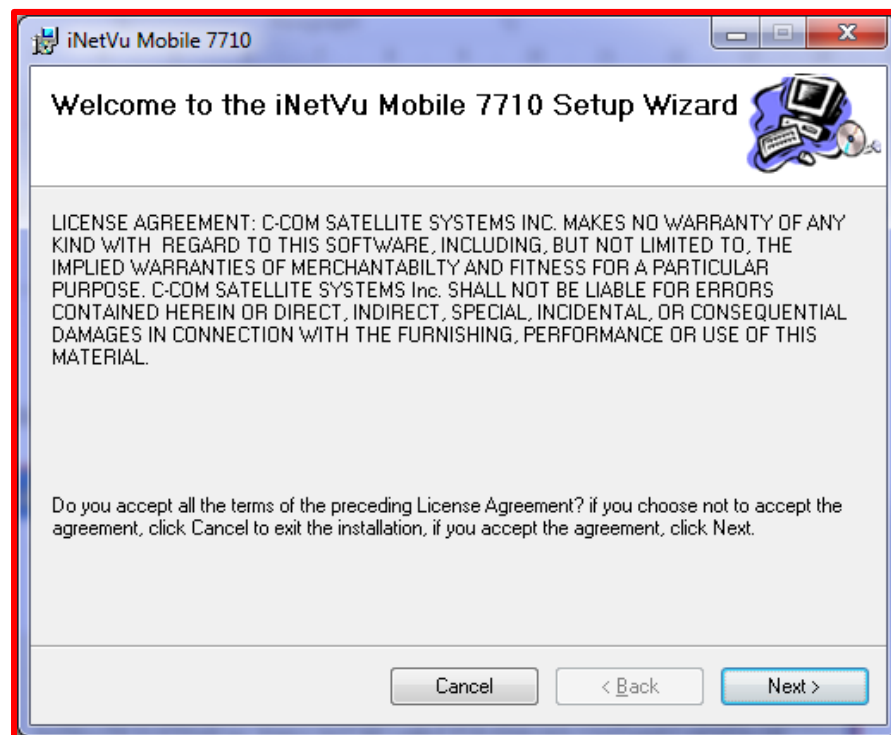 iNetVu Mobile 7710
Welcome to the iNetVu Mobile 7710 Setup Wizard
LICENSE AGREEMENT: C-COM SATELLITE SYSTEMS INC. MAKES NO WARRANTY OF ANY
KIND WITH  REGARD TO THIS SOFTWARE, INCLUDING, BUT NOT LIMITED TO, THE
IMPLIED WARRANTIES OF MERCHANTABILTY AND FITNESS FOR A PARTICULAR
PURPOSE. C-COM SATELLITE SYSTEMS Inc. SHALL NOT BE LIABLE FOR ERRORS
CONTAINED HEREIN OR DIRECT, INDIRECT, SPECIAL, INCIDENTAL, OR CONSEQUENTIAL
DAMAGES IN CONNECTION WITH THE FURNISHING, PERFORMANCE OR USE OF THIS
MATERIAL.
Do you accept all the terms of the preceding License Agreement? if you choose not to accept the
agreement, click Cancel to exit the installation, if you accept the agreement, click Next.
Cancel < Back Next >